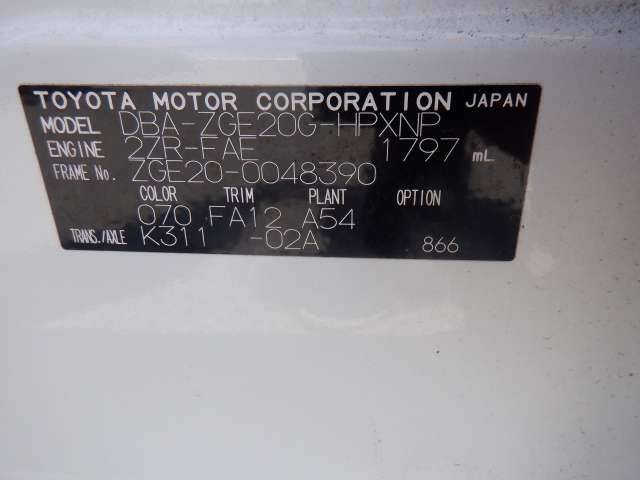 TOYOTA MOTOR CORPORATION JAPAN
MODEL DBA-ZGE20G-HPXNP
ENGINE 2ZR-FAE 1797 mL
FRAME No. ZGE20-0048390
COLOR TRIM PLANT OPTION
070 FA12 A54
TRANS./AXLE K311 -02A 866